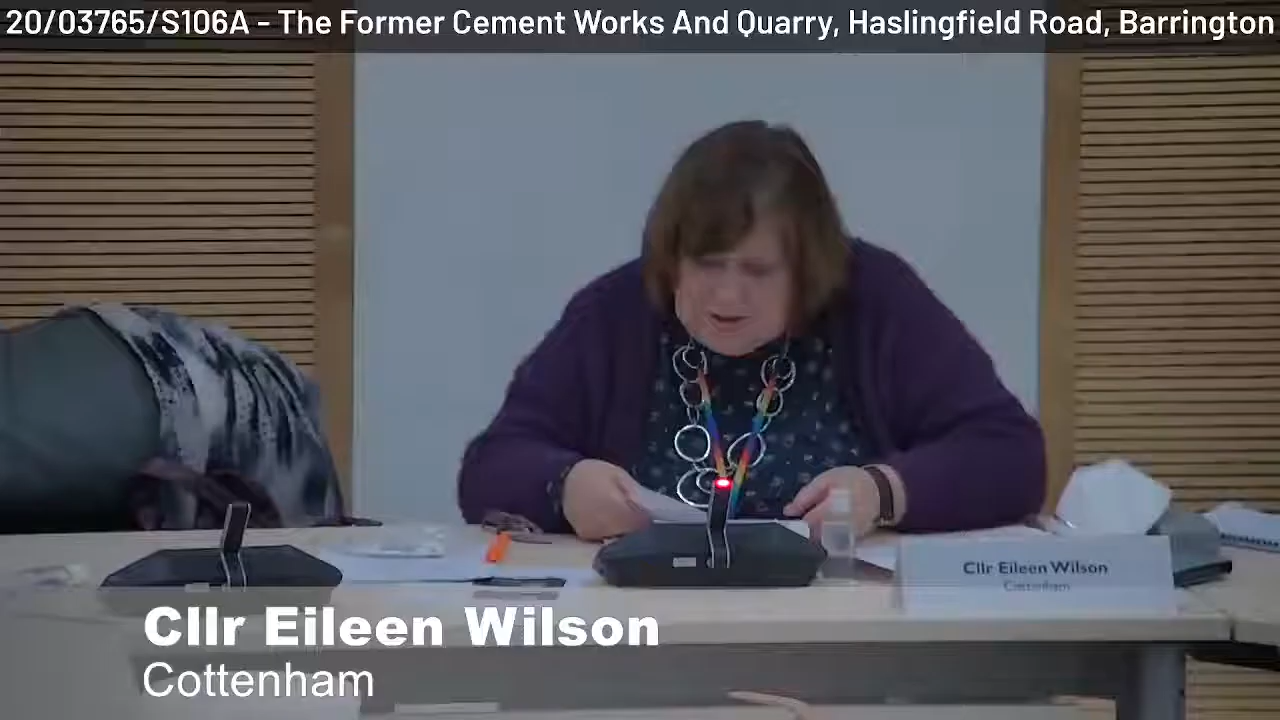 20/03765/S106A - The Former Cement Works And Quarry, Haslingfield Road, Barrington
Cllr Eileen Wilson
Cottenham
Cllr Eileen Wilson
Cottenham